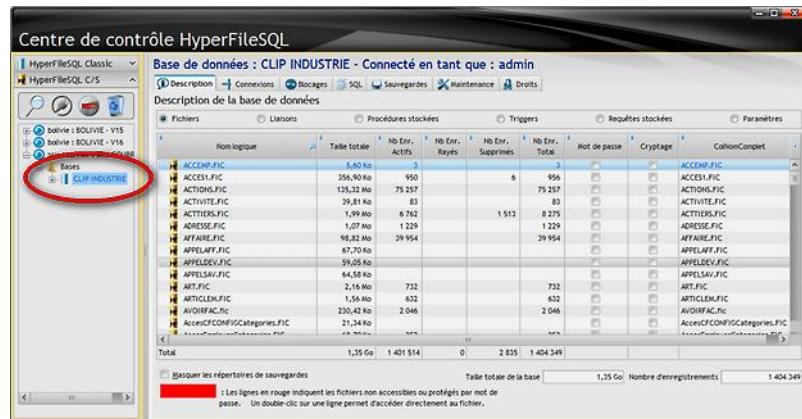 Centre de contrôle HyperFileSQL
HyperFileSQL Classic
HyperFileSQL C/S
bolivie : BOLIVIE - V15
bolivie : BOLIVIE - V16
Bases
CLIP INDUSTRIE
Base de données : CLIP INDUSTRIE - Connecté en tant que : admin
Description Connexions Blocages SQL Sauvegardes Maintenance Droits
Description de la base de données
Fichiers Liaisons Procédures stockées Triggers Requêtes stockées Paramètres
Nom logique Taille totale Nb Enr. Actifs Nb Enr. Rayés Nb Enr. Supprimés Nb Enr. Total Mot de passe Cryptage ColNomComplet
ACCEMP.FIC 5,60 Ko 3 3 ACCEMP.FIC
ACCES1.FIC 356,90 Ko 950 6 956 ACCES1.FIC
ACTIONS.FIC 135,32 Mo 75 257 75 257 ACTIONS.FIC
ACTIVITE.FIC 39,81 Ko 83 83 ACTIVITE.FIC
ACTTIERS.FIC 1,99 Mo 6 762 1 513 8 275 ACTTIERS.FIC
ADRESSE.FIC 1,07 Mo 1 229 1 229 ADRESSE.FIC
AFFAIRE.FIC 98,82 Mo 39 954 39 954 AFFAIRE.FIC
APPELAFF.FIC 67,70 Ko APPELAFF.FIC
APPELDEV.FIC 59,05 Ko APPELDEV.FIC
APPELSAV.FIC 64,58 Ko APPELSAV.FIC
ART.FIC 2,16 Mo 732 732 ART.FIC
ARTICLEM.FIC 1,56 Mo 632 632 ARTICLEM.FIC
AVOIRFAC.fic 230,42 Ko 2 046 2 046 AVOIRFAC.fic
AccesCFCONFIGCategories.FIC 21,34 Ko AccesCFCONFIGCategories.FIC
Total 1,35 Go 1 401 514 0 2 835 1 404 349
Masquer les répertoires de sauvegardes
Taille totale de la base 1,35 Go Nombre d'enregistrements 1 404 349
: Les lignes en rouge indiquent les fichiers non accessibles ou protégés par mot de
passe. Un double-clic sur une ligne permet d'accéder directement au fichier.